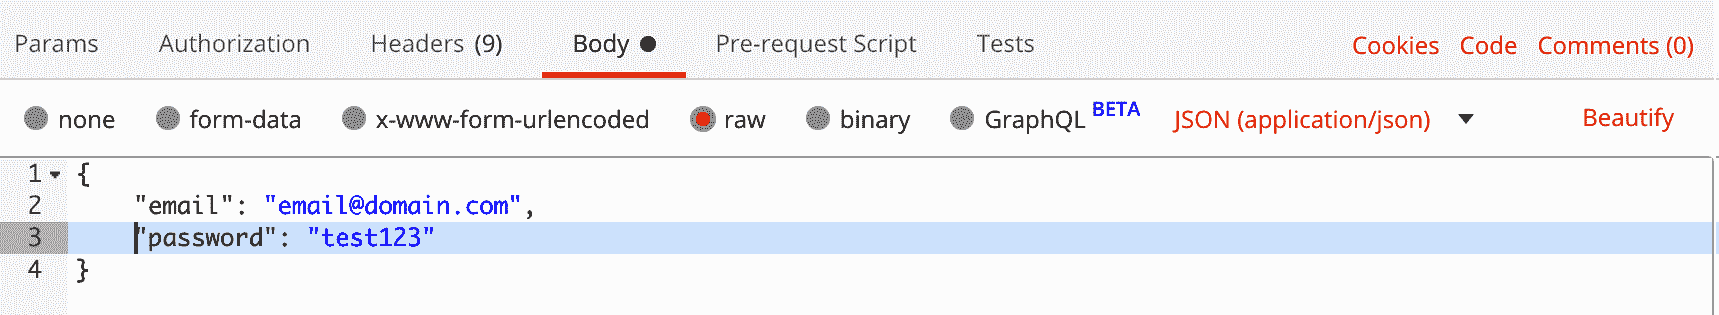 Params Authorization Headers (9) Body Pre-request Script Tests Cookies Code Comments (0)
none form-data x-www-form-urlencoded raw binary GraphQL BETA JSON (application/json) Beautify
1 {
2 "email": "email@domain.com",
3 "password": "test123"
4 }